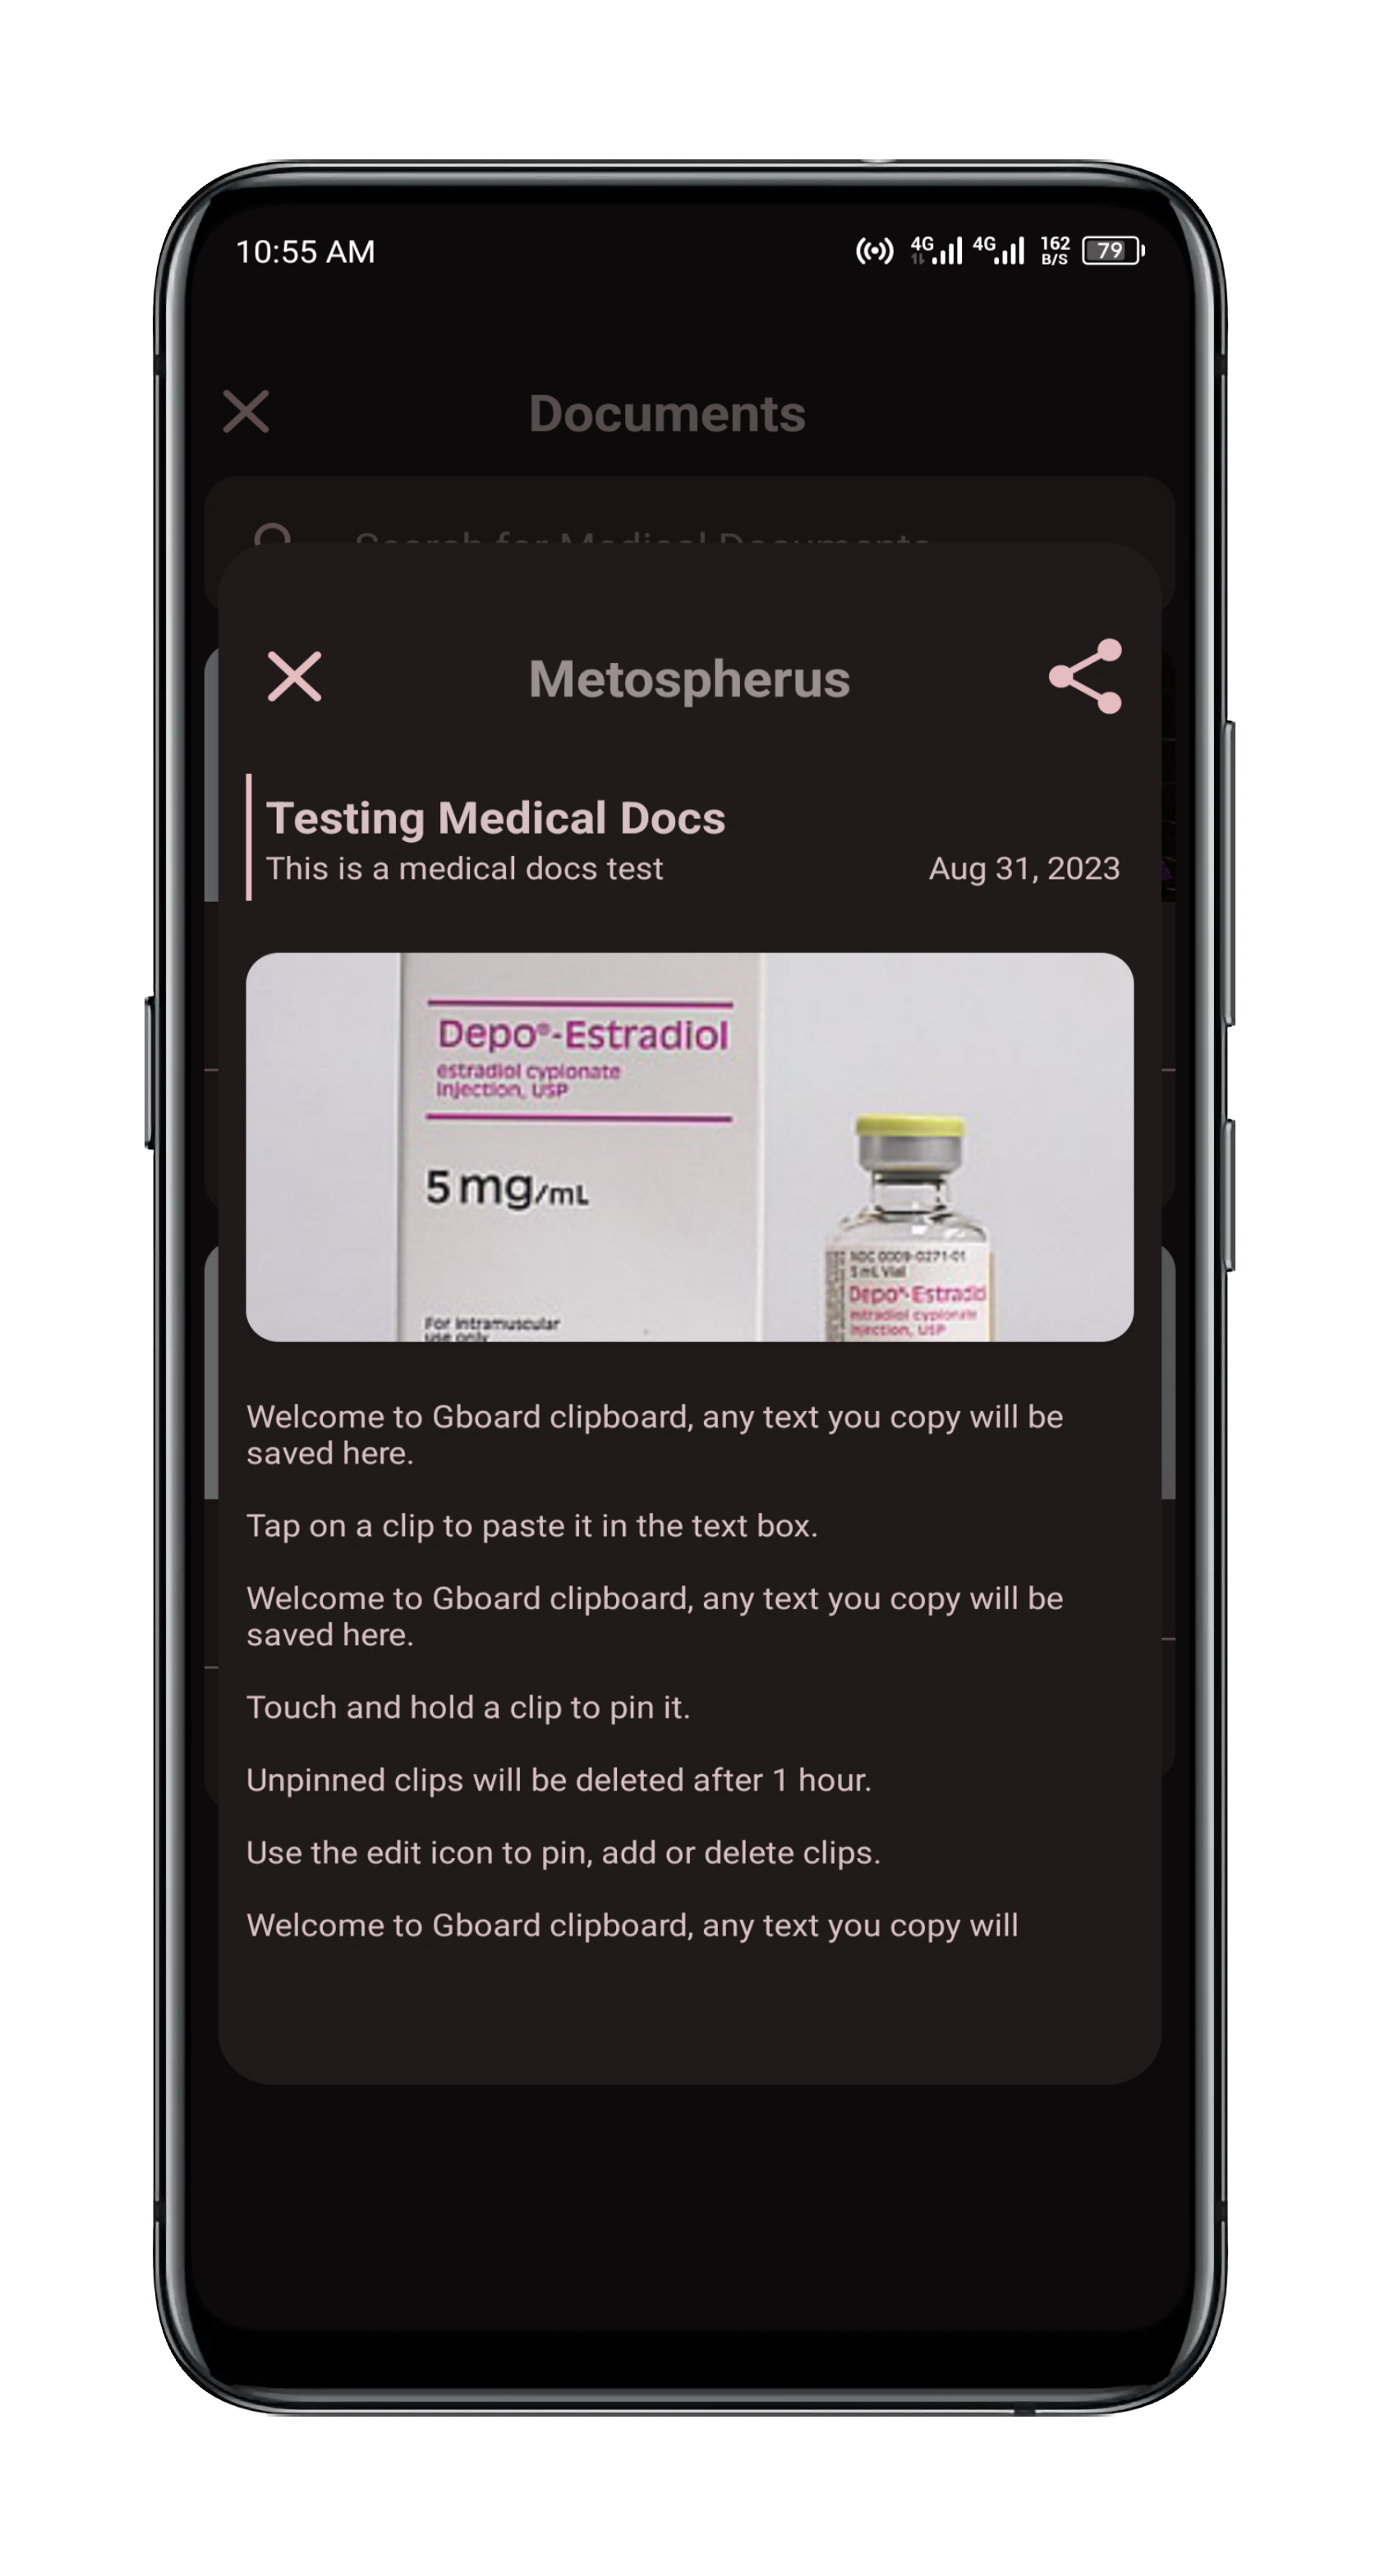 10:55 AM
4G 4G 162 B/S 79
Documents
Search for Medical Documents
Metospherus
Testing Medical Docs
This is a medical docs test Aug 31, 2023
Depo®-Estradiol
estradiol cypionate
injection, USP
5 mg/mL
For intramuscular
use only
NDC 0009-0271-01
5 mL Vial
Depo®-Estradiol
estradiol cypionate
injection, USP
Welcome to Gboard clipboard, any text you copy will be
saved here.
Tap on a clip to paste it in the text box.
Welcome to Gboard clipboard, any text you copy will be
saved here.
Touch and hold a clip to pin it.
Unpinned clips will be deleted after 1 hour.
Use the edit icon to pin, add or delete clips.
Welcome to Gboard clipboard, any text you copy will